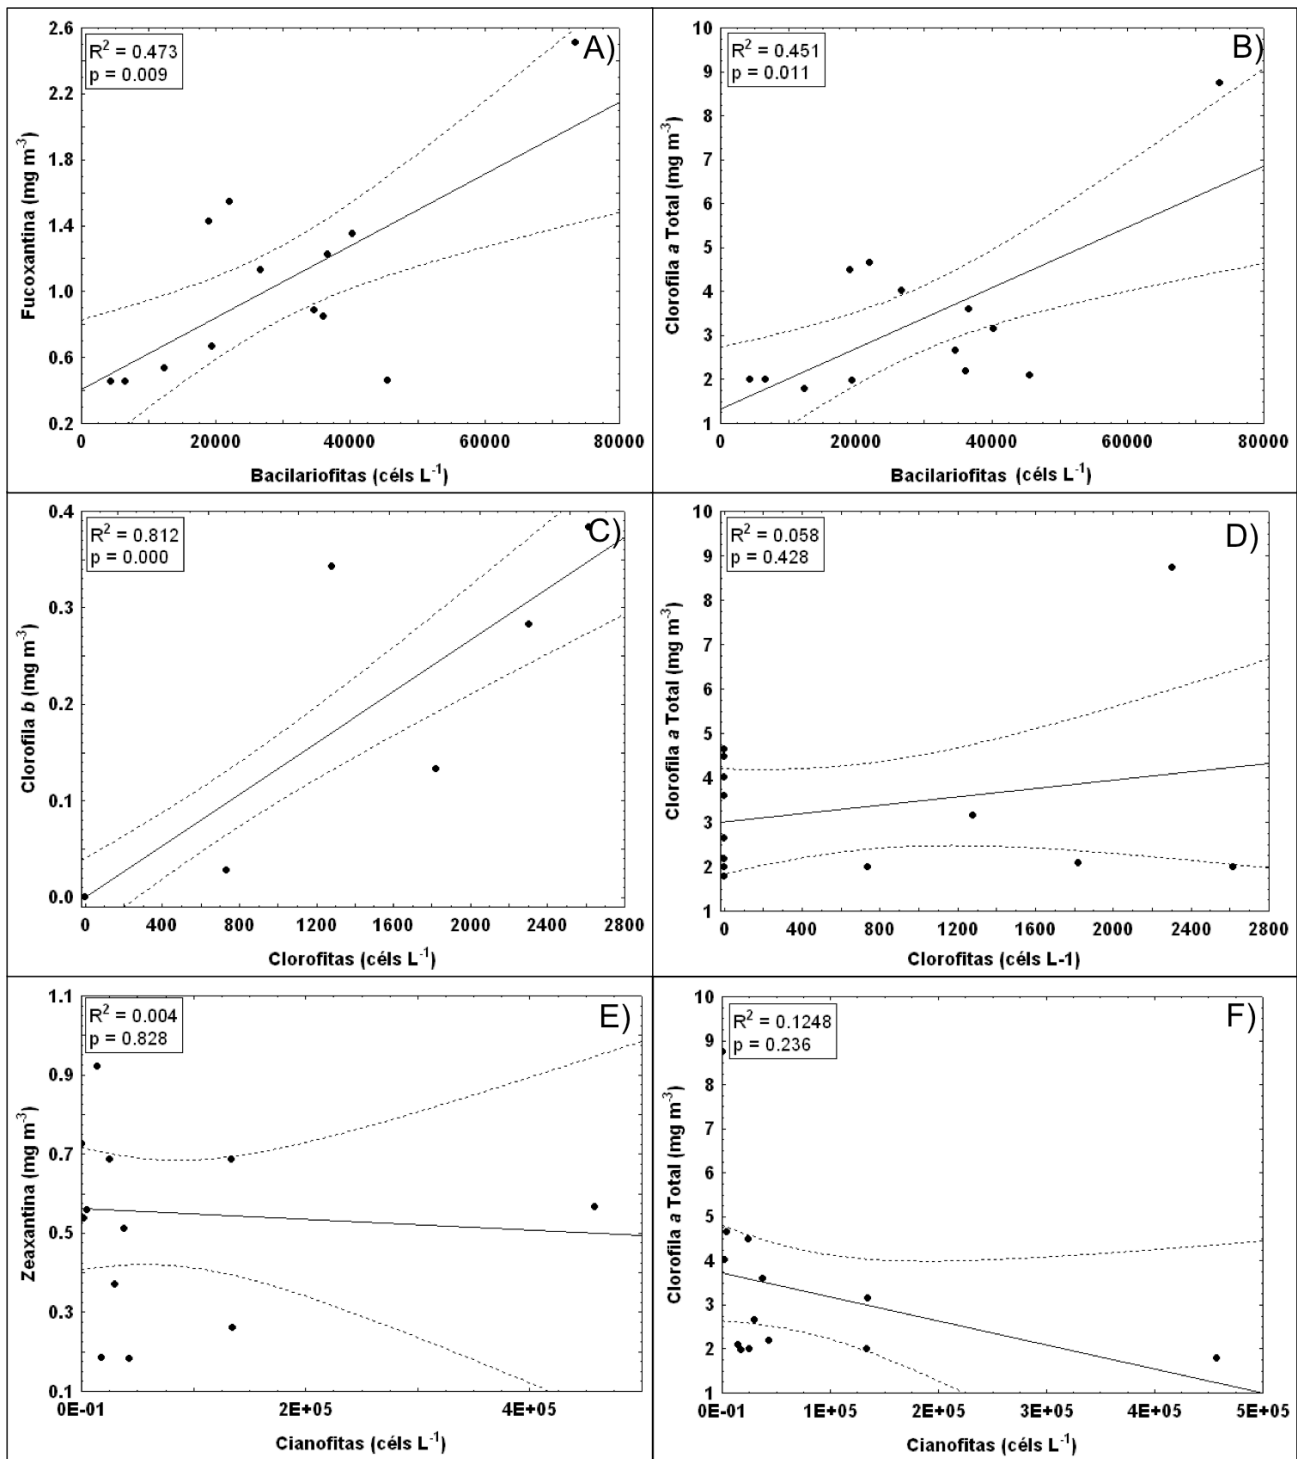 A)
R² = 0.473
p = 0.009
Fucoxantina (mg m⁻³)
2.6
2.2
1.8
1.4
1.0
0.6
0.2
0 20000 40000 60000 80000
Bacilariofitas (céls L⁻¹)
B)
R² = 0.451
p = 0.011
Clorofila a Total (mg m⁻³)
10
9
8
7
6
5
4
3
2
1
0 20000 40000 60000 80000
Bacilariofitas (céls L⁻¹)
C)
R² = 0.812
p = 0.000
Clorofila b (mg m⁻³)
0.4
0.3
0.2
0.1
0.0
0 400 800 1200 1600 2000 2400 2800
Clorofitas (céls L⁻¹)
D)
R² = 0.058
p = 0.428
Clorofila a Total (mg m⁻³)
10
9
8
7
6
5
4
3
2
1
0 400 800 1200 1600 2000 2400 2800
Clorofitas (céls L-1)
E)
R² = 0.004
p = 0.828
Zeaxantina (mg m⁻³)
1.1
0.9
0.7
0.5
0.3
0.1
0E-01 2E+05 4E+05
Cianofitas (céls L⁻¹)
F)
R² = 0.1248
p = 0.236
Clorofila a Total (mg m⁻³)
10
9
8
7
6
5
4
3
2
1
0E-01 1E+05 2E+05 3E+05 4E+05 5E+05
Cianofitas (céls L⁻¹)